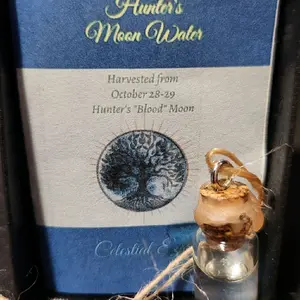 Hunter's
Moon Water
Harvested from
October 28-29
Hunter's "Blood" Moon
Celestial